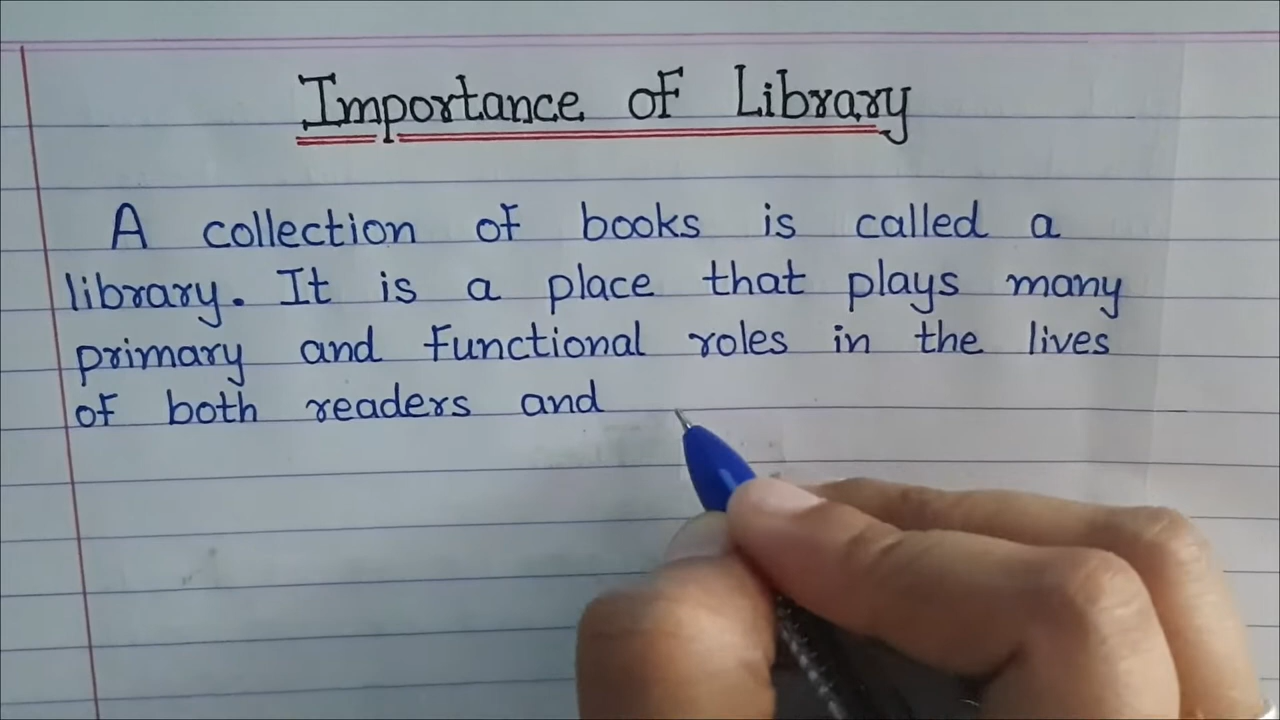 Importance of Library
A collection of books is called a
library. It is a place that plays many
primary and functional roles in the lives
of both readers and